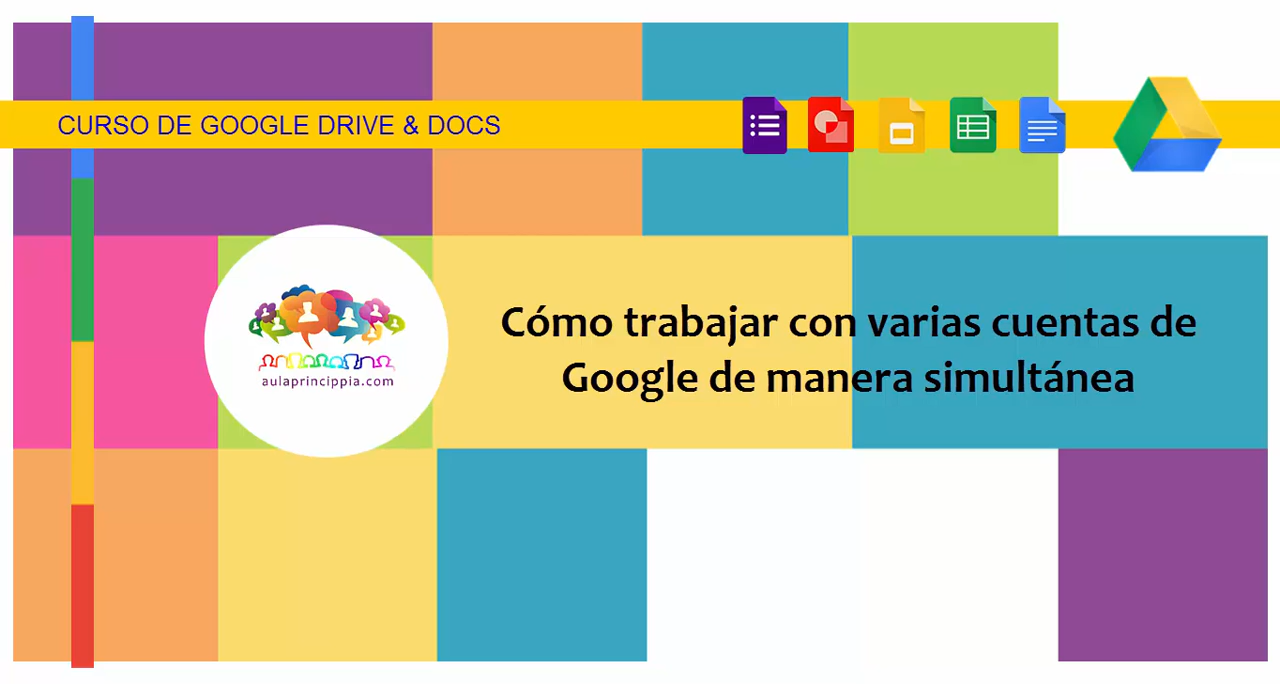 CURSO DE GOOGLE DRIVE & DOCS
Cómo trabajar con varias cuentas de
Google de manera simultánea
aulaprincippia.com